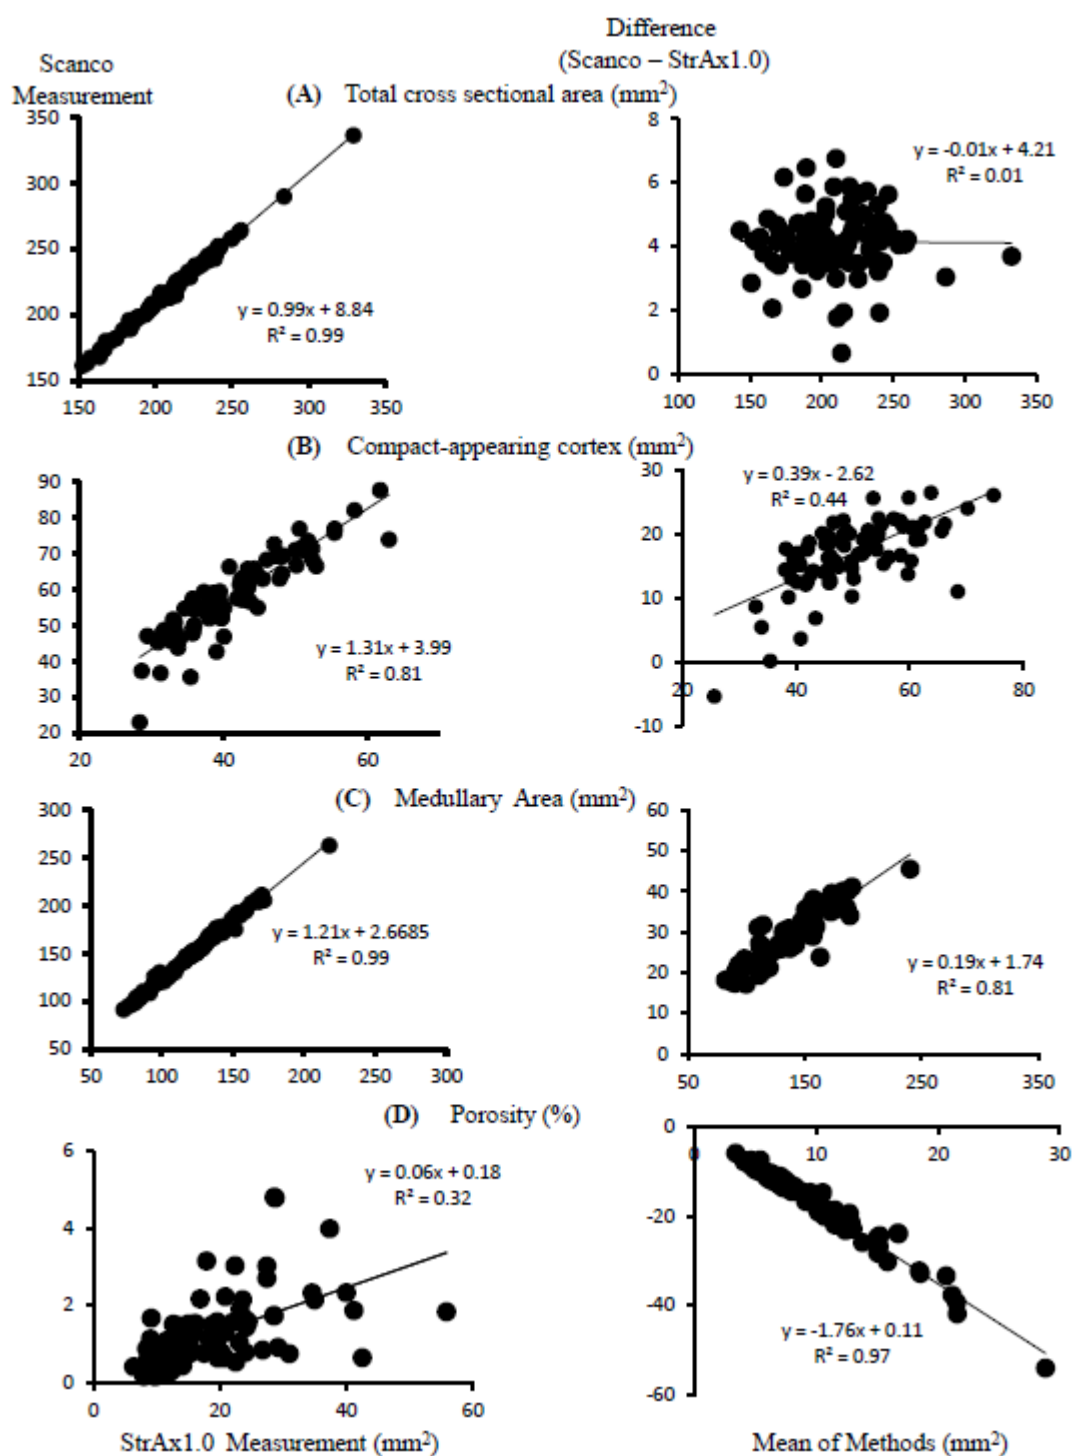 Scanco
Measurement
Difference
(Scanco – StrAx1.0)
(A) Total cross sectional area (mm²)
350
300
250
200
150
150 200 250 300 350
y = 0.99x + 8.84
R² = 0.99
8
6
4
2
0
100 150 200 250 300 350
y = -0.01x + 4.21
R² = 0.01
(B) Compact-appearing cortex (mm²)
90
80
70
60
50
40
30
20
20 40 60
y = 1.31x + 3.99
R² = 0.81
30
20
10
0
-10
20 40 60 80
y = 0.39x - 2.62
R² = 0.44
(C) Medullary Area (mm²)
300
250
200
150
100
50
50 100 150 200 250 300
y = 1.21x + 2.6685
R² = 0.99
60
50
40
30
20
10
0
50 150 250 350
y = 0.19x + 1.74
R² = 0.81
(D) Porosity (%)
6
4
2
0
0 20 40 60
y = 0.06x + 0.18
R² = 0.32
StrAx1.0 Measurement (mm²)
0
-20
-40
-60
0 10 20 30
y = -1.76x + 0.11
R² = 0.97
Mean of Methods (mm²)